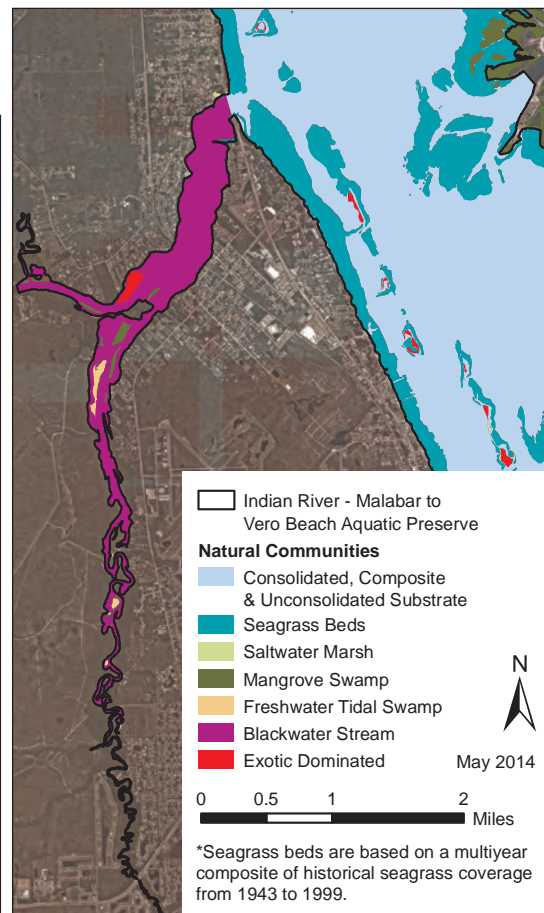 Indian River - Malabar to
Vero Beach Aquatic Preserve
Natural Communities
Consolidated, Composite
& Unconsolidated Substrate
Seagrass Beds
Saltwater Marsh
Mangrove Swamp
Freshwater Tidal Swamp
Blackwater Stream
Exotic Dominated
N
May 2014
0 0.5 1 2
Miles
*Seagrass beds are based on a multiyear
composite of historical seagrass coverage
from 1943 to 1999.